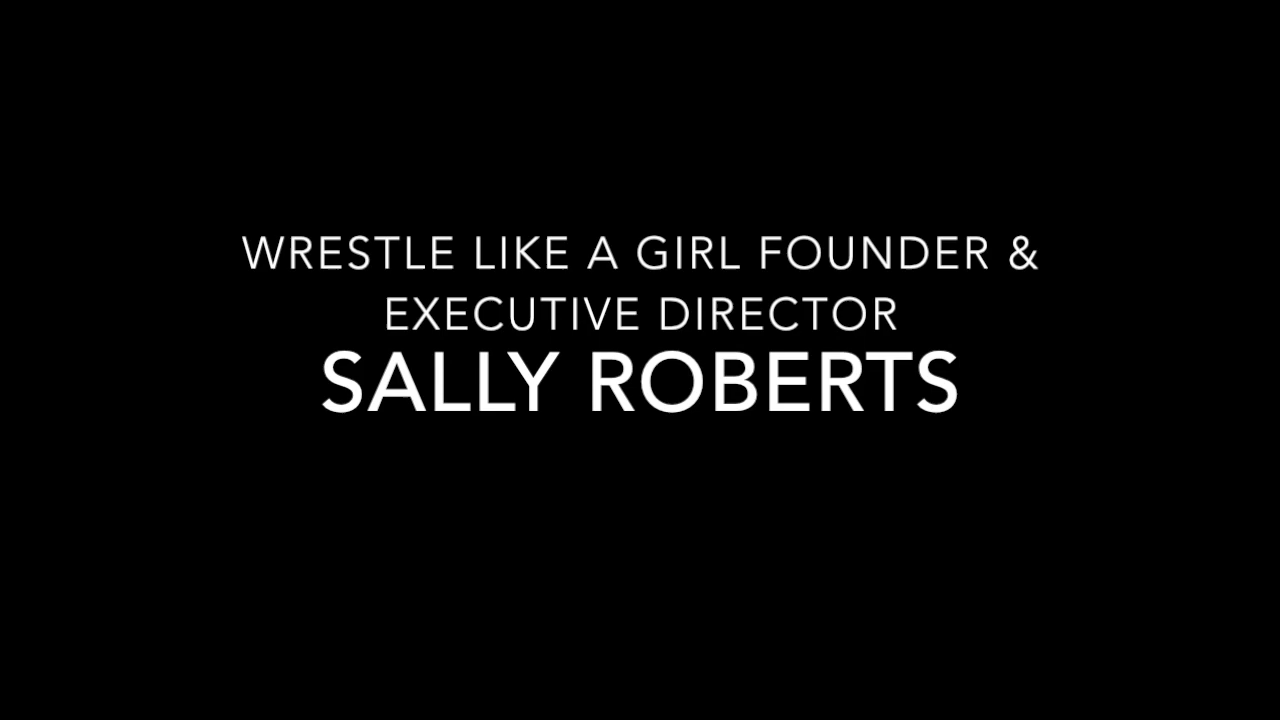 WRESTLE LIKE A GIRL FOUNDER &
EXECUTIVE DIRECTOR
SALLY ROBERTS